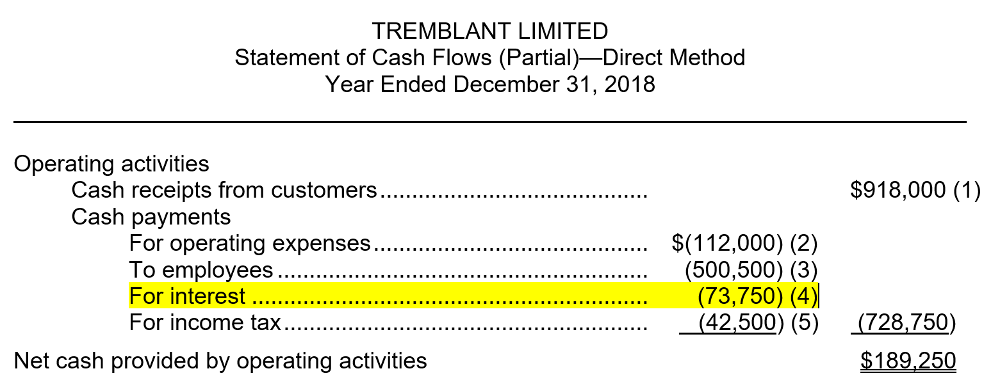 TREMBLANT LIMITED
Statement of Cash Flows (Partial)—Direct Method
Year Ended December 31, 2018
Operating activities
Cash receipts from customers.......................................... $918,000 (1)
Cash payments
For operating expenses........................................... $(112,000) (2)
To employees.......................................................... (500,500) (3)
For interest .............................................................. (73,750) (4)
For income tax......................................................... (42,500) (5) (728,750)
Net cash provided by operating activities $189,250